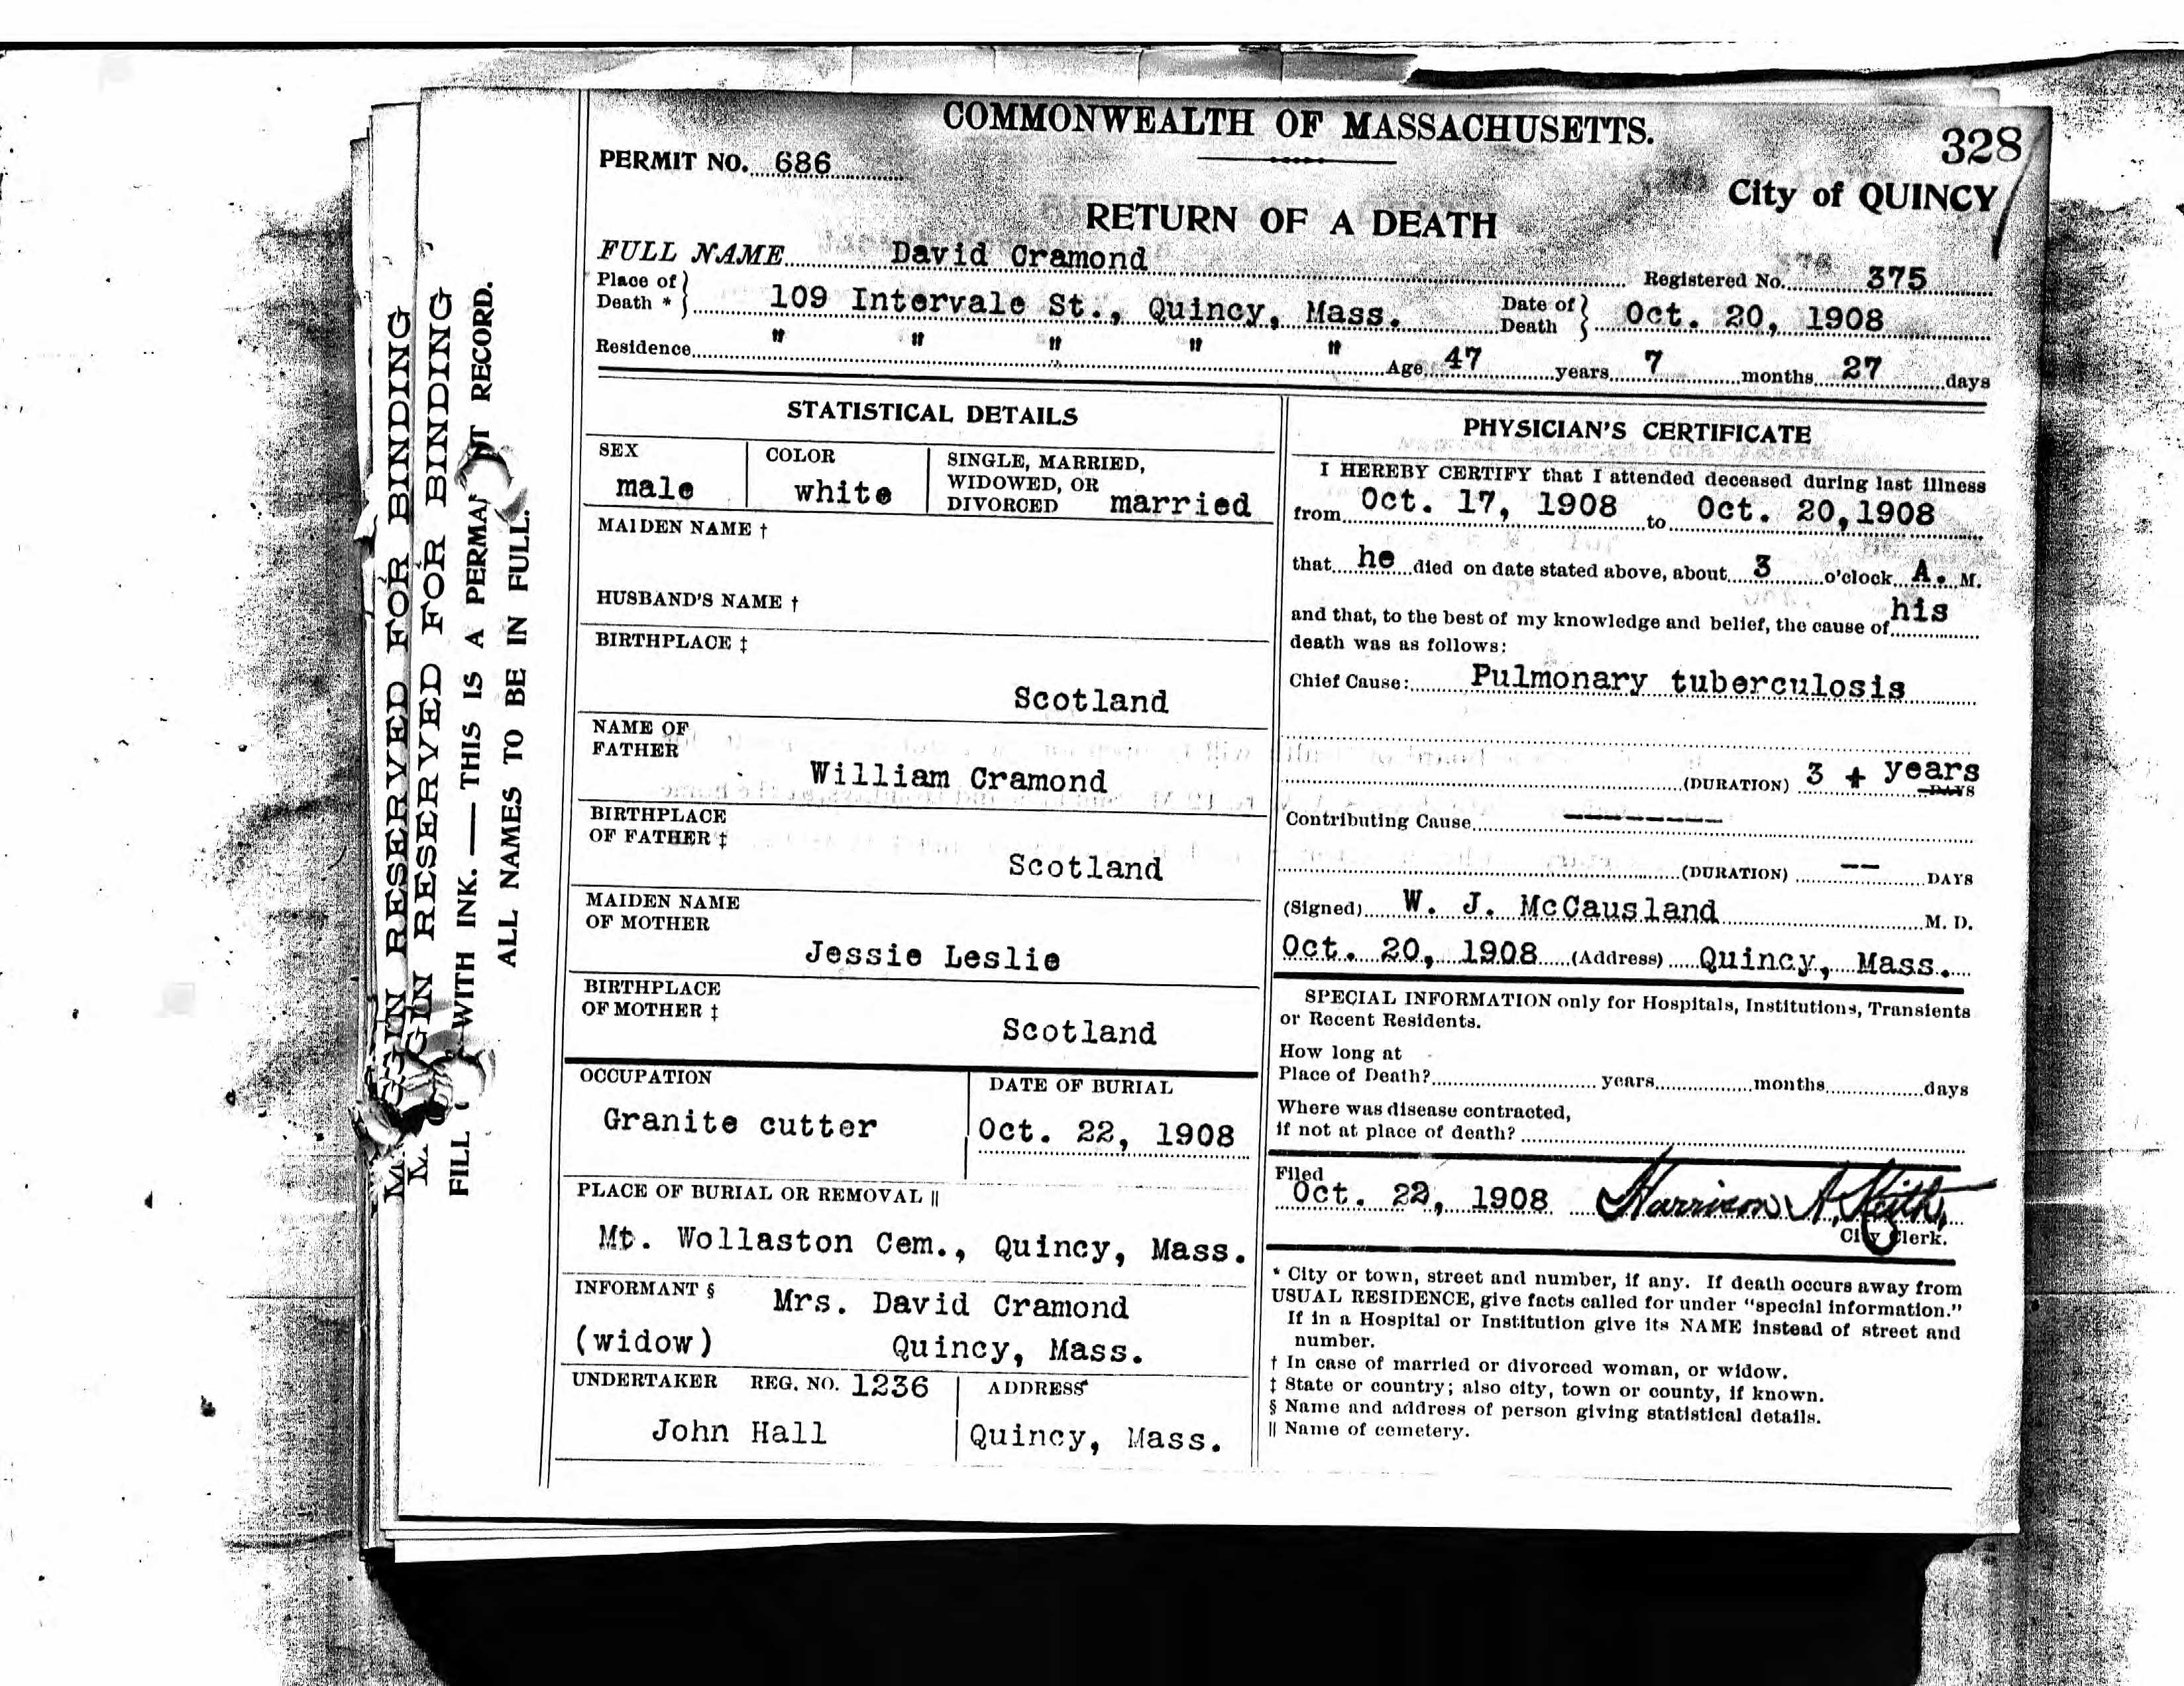 COMMONWEALTH OF MASSACHUSETTS.
328
PERMIT NO. 686
City of QUINCY
RETURN OF A DEATH
FULL NAME David Cramond
Registered No. 375
Place of Death * } 109 Intervale St., Quincy, Mass. Date of Death } Oct. 20, 1908
Residence " " " " " Age 47 years 7 months 27 days
STATISTICAL DETAILS
SEX
male
COLOR
white
SINGLE, MARRIED,
WIDOWED, OR
DIVORCED married
MAIDEN NAME †
HUSBAND'S NAME †
BIRTHPLACE ‡
Scotland
NAME OF
FATHER
William Cramond
BIRTHPLACE
OF FATHER ‡
Scotland
MAIDEN NAME
OF MOTHER
Jessie Leslie
BIRTHPLACE
OF MOTHER ‡
Scotland
OCCUPATION
Granite cutter
DATE OF BURIAL
Oct. 22, 1908
PLACE OF BURIAL OR REMOVAL ||
Mt. Wollaston Cem., Quincy, Mass.
INFORMANT § Mrs. David Cramond
(widow) Quincy, Mass.
UNDERTAKER REG. NO. 1236
John Hall
ADDRESS
Quincy, Mass.
PHYSICIAN'S CERTIFICATE
I HEREBY CERTIFY that I attended deceased during last illness
from Oct. 17, 1908 to Oct. 20, 1908
that he died on date stated above, about 3 o'clock A. M.
and that, to the best of my knowledge and belief, the cause of his
death was as follows:
Chief Cause: Pulmonary tuberculosis
(DURATION) 3 + years DAYS
Contributing Cause --------
(DURATION) -- DAYS
(Signed) W. J. McCausland M. D.
Oct. 20, 1908 (Address) Quincy, Mass.
SPECIAL INFORMATION only for Hospitals, Institutions, Transients
or Recent Residents.
How long at
Place of Death? years months days
Where was disease contracted,
if not at place of death?
Filed
Oct. 22, 1908 Harrison A. Keith,
City Clerk.
* City or town, street and number, if any. If death occurs away from
USUAL RESIDENCE, give facts called for under "special information."
If in a Hospital or Institution give its NAME instead of street and
number.
† In case of married or divorced woman, or widow.
‡ State or country; also city, town or county, if known.
§ Name and address of person giving statistical details.
|| Name of cemetery.
RESERVED FOR BINDING
RESERVED FOR BINDING
FILL WITH INK. — THIS IS A RECORD.
ALL NAMES TO BE IN FULL.